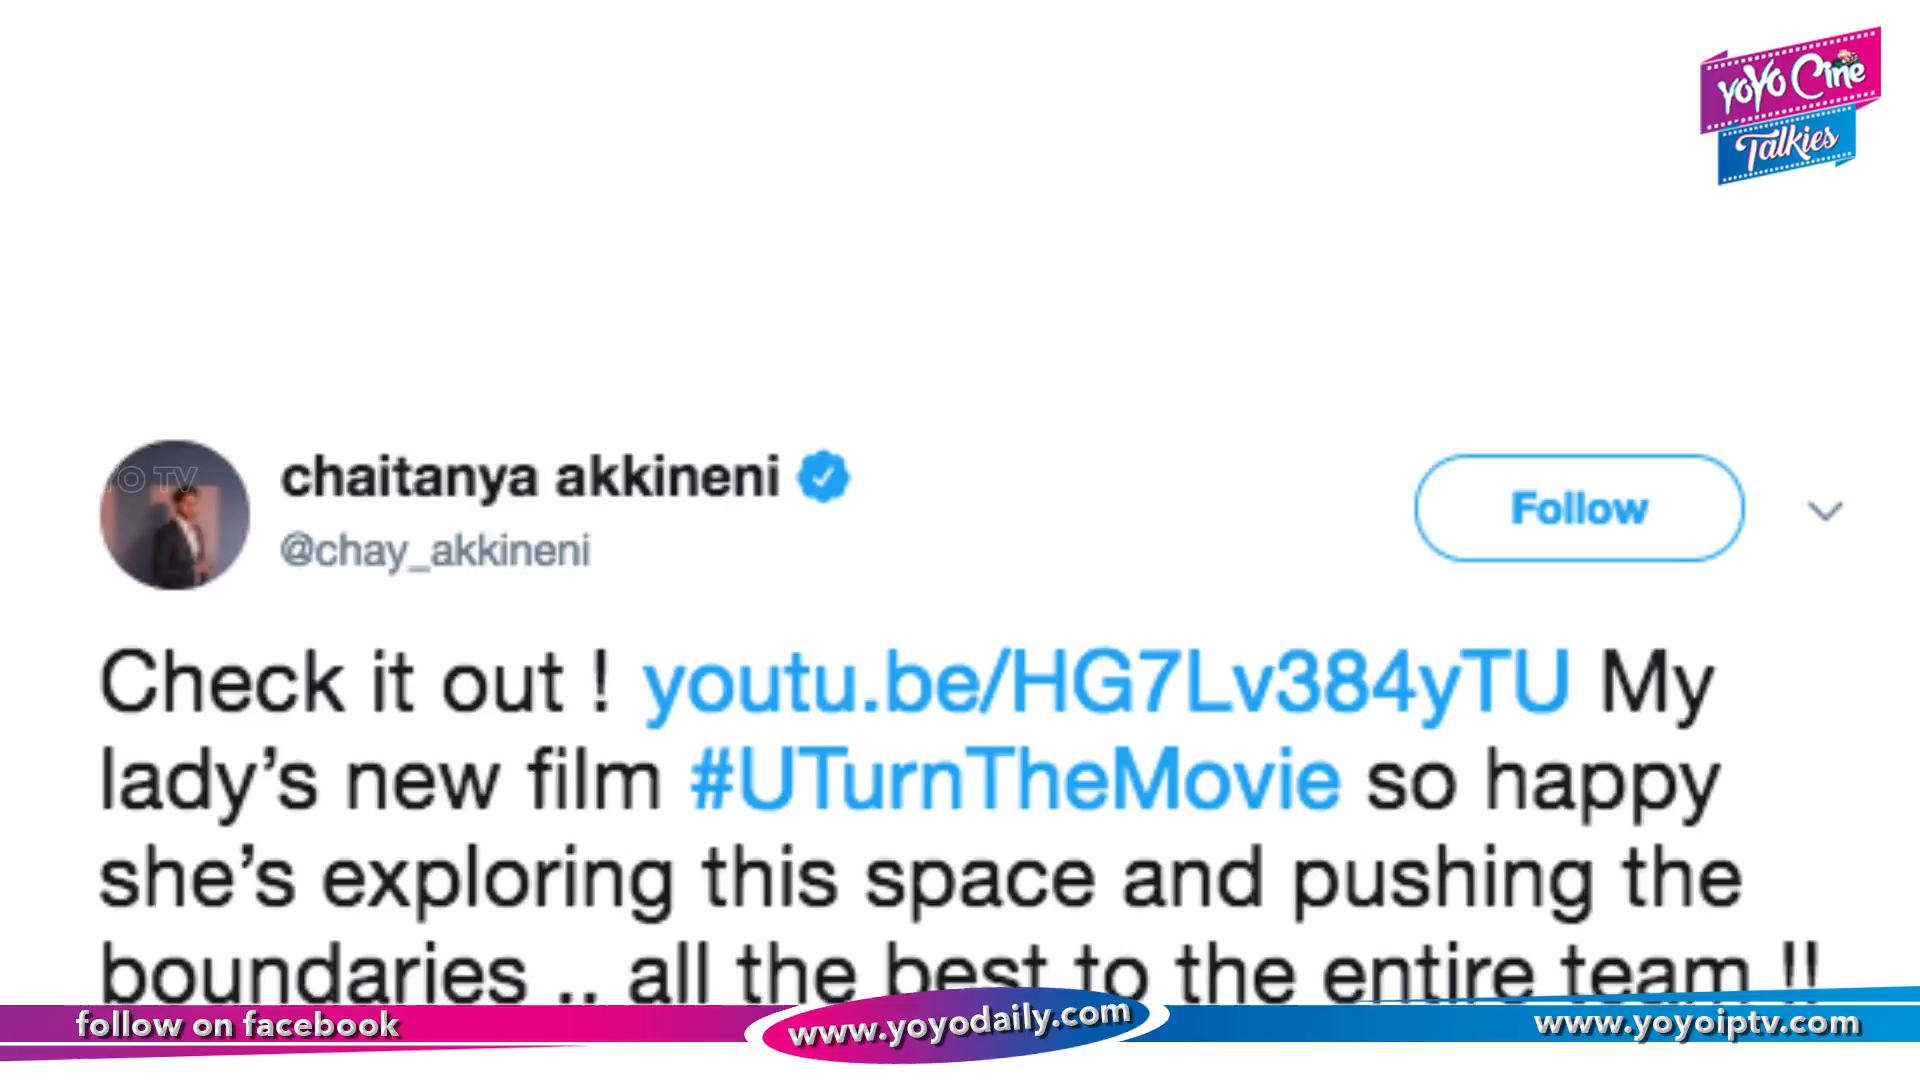 YoYo Cine
Talkies
YO TV
chaitanya akkineni
@chay_akkineni
Follow
Check it out ! youtu.be/HG7Lv384yTU My
lady’s new film #UTurnTheMovie so happy
she’s exploring this space and pushing the
boundaries .. all the best to the entire team !!
follow on facebook
www.yoyodaily.com
www.yoyoiptv.com